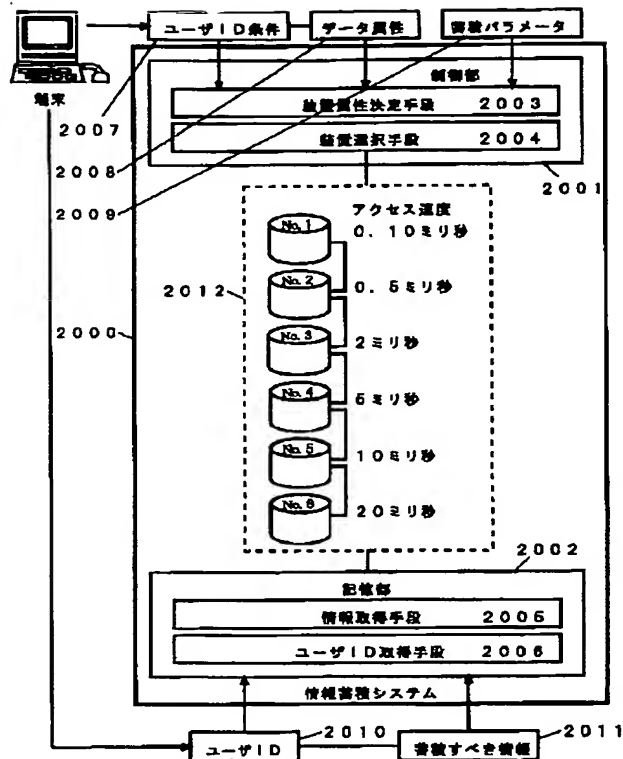 ユーザID条件
データ属性
蓄積パラメータ
端末
制御部
装置属性決定手段 2003
装置選択手段 2004
2007
2008
2009
2001
アクセス速度
No.1
0.10ミリ秒
No.2
0.5ミリ秒
2012
2000
No.3
2ミリ秒
No.4
5ミリ秒
No.5
10ミリ秒
No.6
20ミリ秒
2002
記憶部
情報取得手段 2005
ユーザID取得手段 2006
情報蓄積システム
2010
2011
ユーザID
蓄積すべき情報